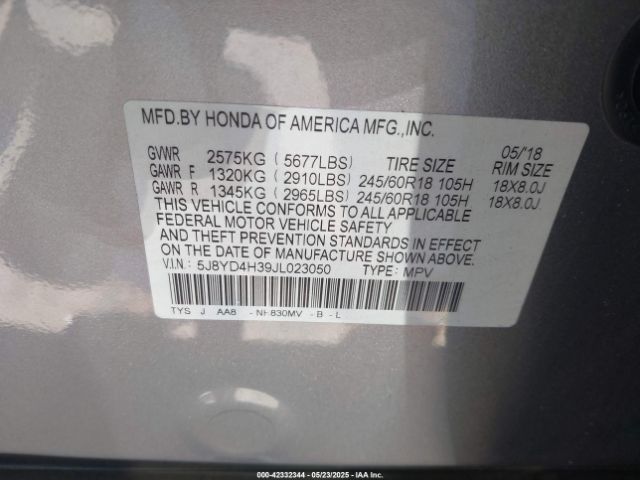 MFD.BY HONDA OF AMERICA MFG.,INC.
05/'18
GVWR 2575KG ( 5677LBS) TIRE SIZE RIM SIZE
GAWR F 1320KG ( 2910LBS) 245/60R18 105H 18X8.0J
GAWR R 1345KG ( 2965LBS) 245/60R18 105H 18X8.0J.
THIS VEHICLE CONFORMS TO ALL APPLICABLE
FEDERAL MOTOR VEHICLE SAFETY
AND THEFT PREVENTION STANDARDS IN EFFECT
ON THE DATE OF MANUFACTURE SHOWN ABOVE.
V.I.N: 5J8YD4H39JL023050 TYPE: MPV
TYS J AA8 -NH830MV -B -L
000-42332344 - 05/23/2025 - IAA Inc.